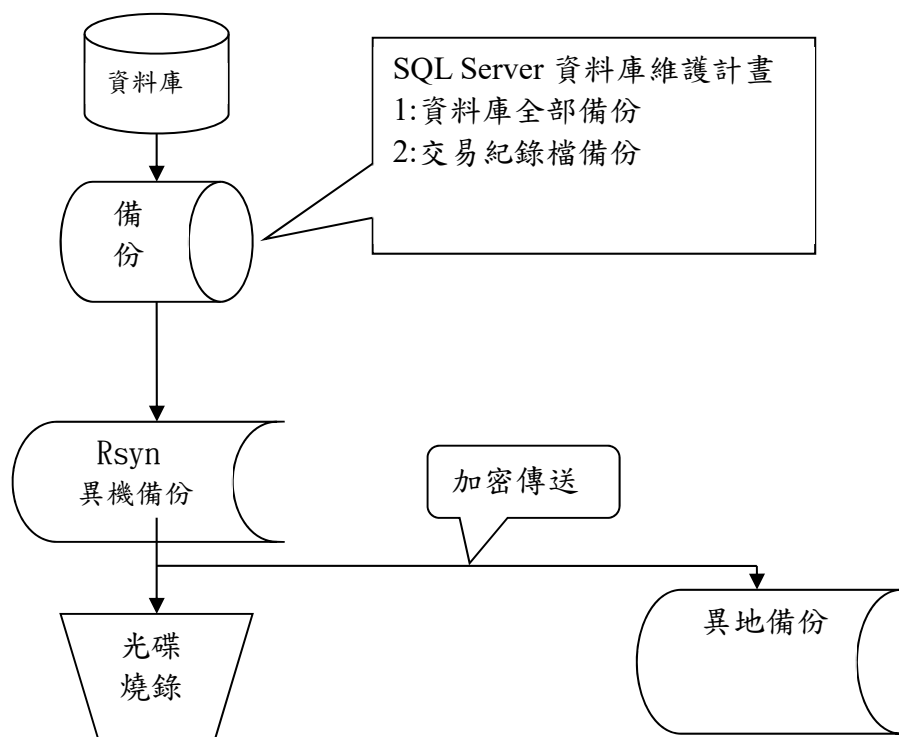 資料庫
SQL Server 資料庫維護計畫
1:資料庫全部備份
2:交易紀錄檔備份
備
份
Rsyn
異機備份
加密傳送
光碟
燒錄
異地備份